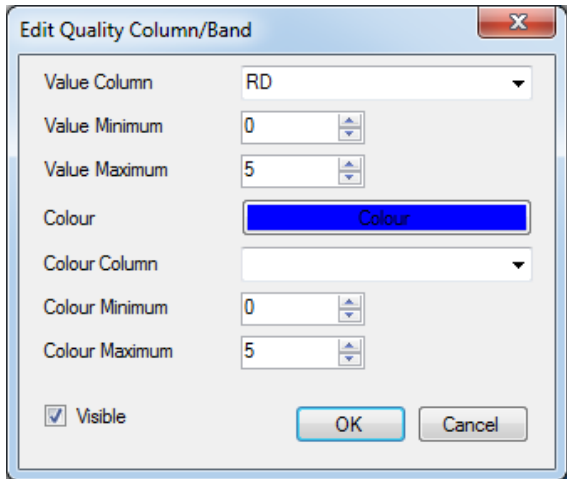 Edit Quality Column/Band
Value Column RD
Value Minimum 0
Value Maximum 5
Colour Colour
Colour Column
Colour Minimum 0
Colour Maximum 5
Visible OK Cancel